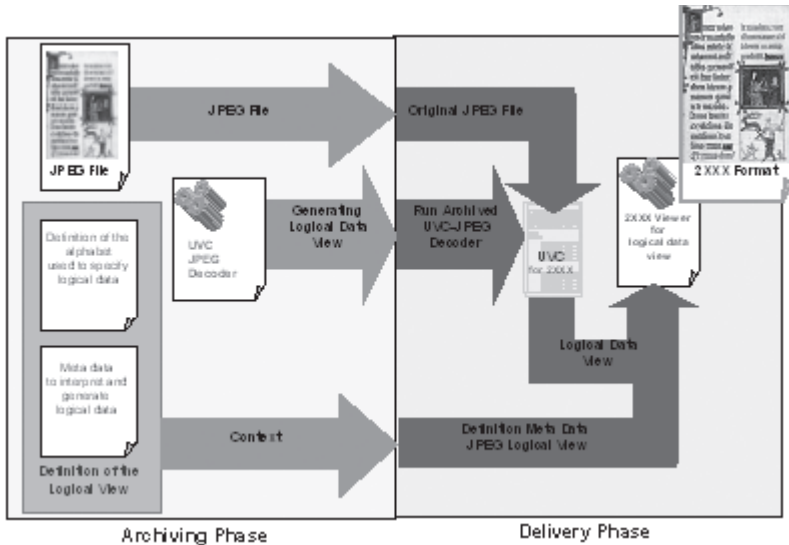 JPEG File
JPEG File
Original JPEG File
2XXX Format
UVC
JPEG
Decoder
Generating
Logical Data
View
Run Archived
UVC-JPEG
Decoder
UVC
for 2XXX
2XXX Viewer
for
logical data
view
Definition of the
alphabet
used to specify
logical data
Meta data
to interpret and
generate
logical data
Definition of the
Logical View
Context
Logical Data
View
Definition Meta Data
JPEG Logical View
Archiving Phase
Delivery Phase